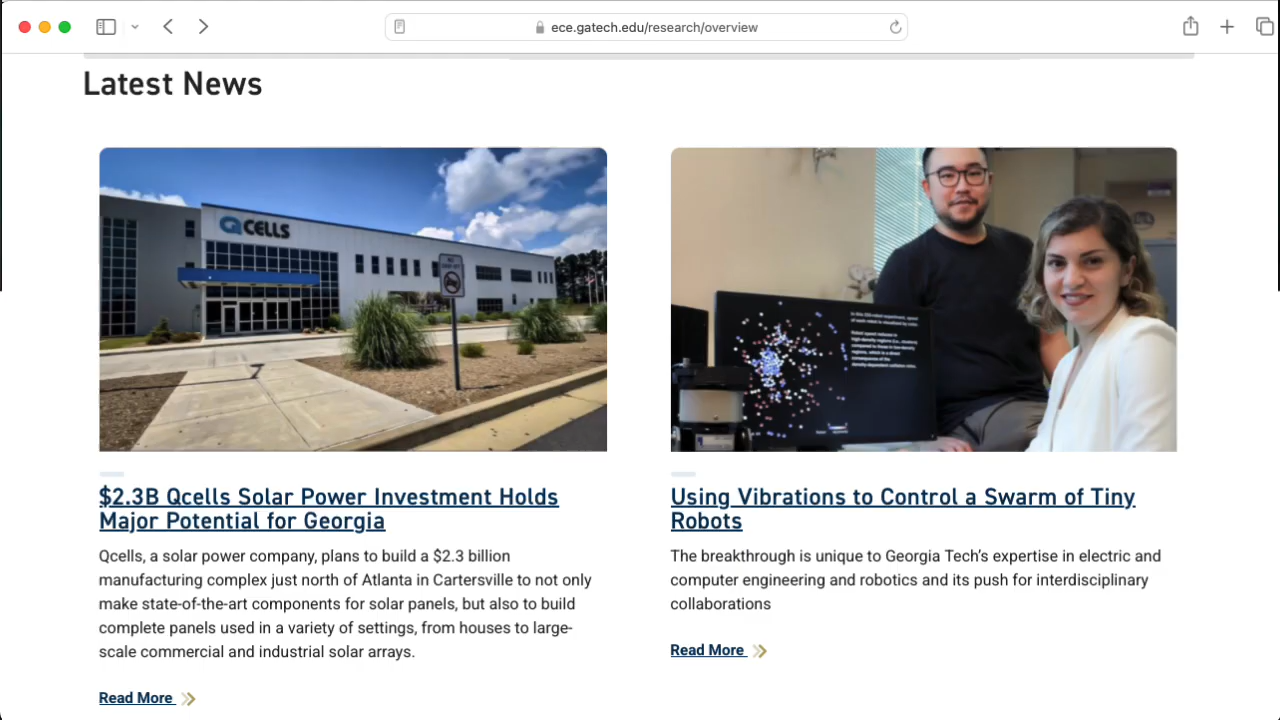 ece.gatech.edu/research/overview
Latest News
QCELLS
$2.3B Qcells Solar Power Investment Holds
Major Potential for Georgia
Qcells, a solar power company, plans to build a $2.3 billion
manufacturing complex just north of Atlanta in Cartersville to not only
make state-of-the-art components for solar panels, but also to build
complete panels used in a variety of settings, from houses to large-
scale commercial and industrial solar arrays.
Read More
Using Vibrations to Control a Swarm of Tiny
Robots
The breakthrough is unique to Georgia Tech’s expertise in electric and
computer engineering and robotics and its push for interdisciplinary
collaborations
Read More